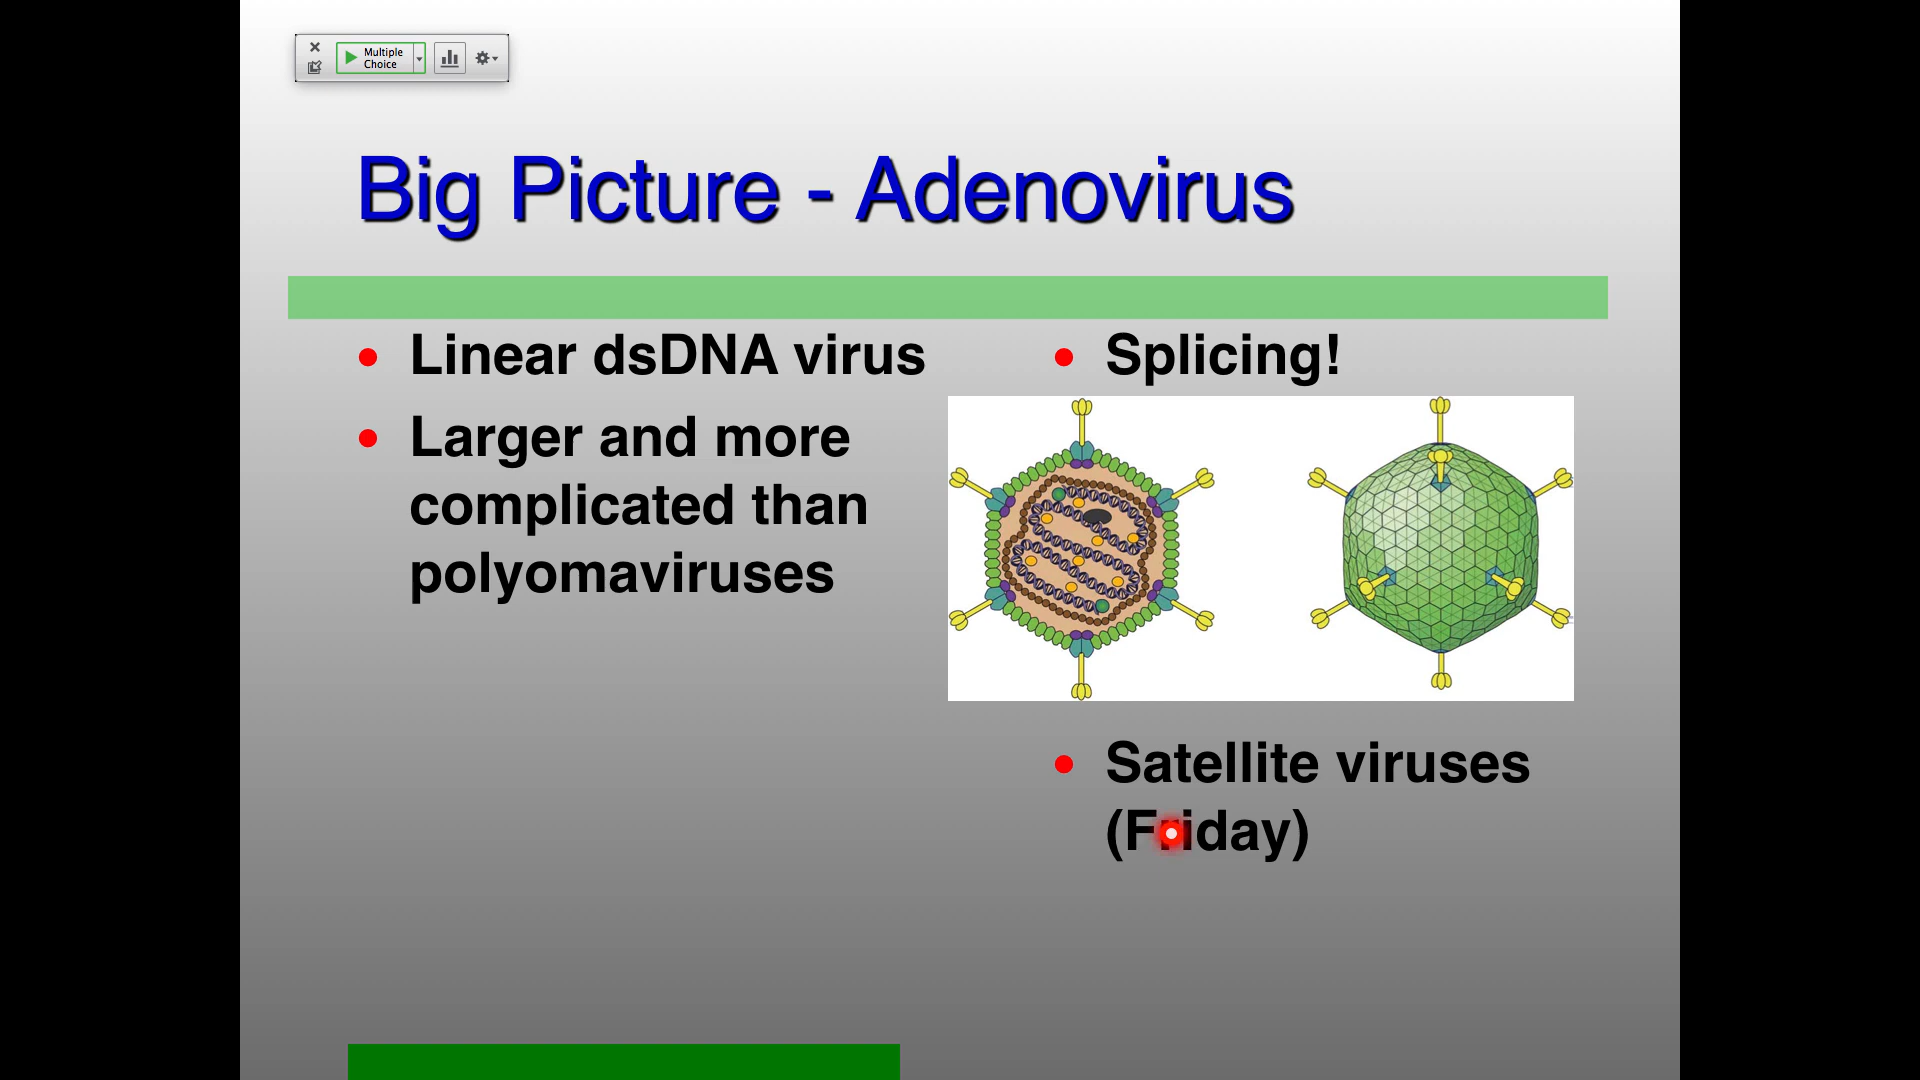 Multiple
Choice
Big Picture - Adenovirus
Linear dsDNA virus
Larger and more
complicated than
polyomaviruses
Splicing!
Satellite viruses
(Friday)